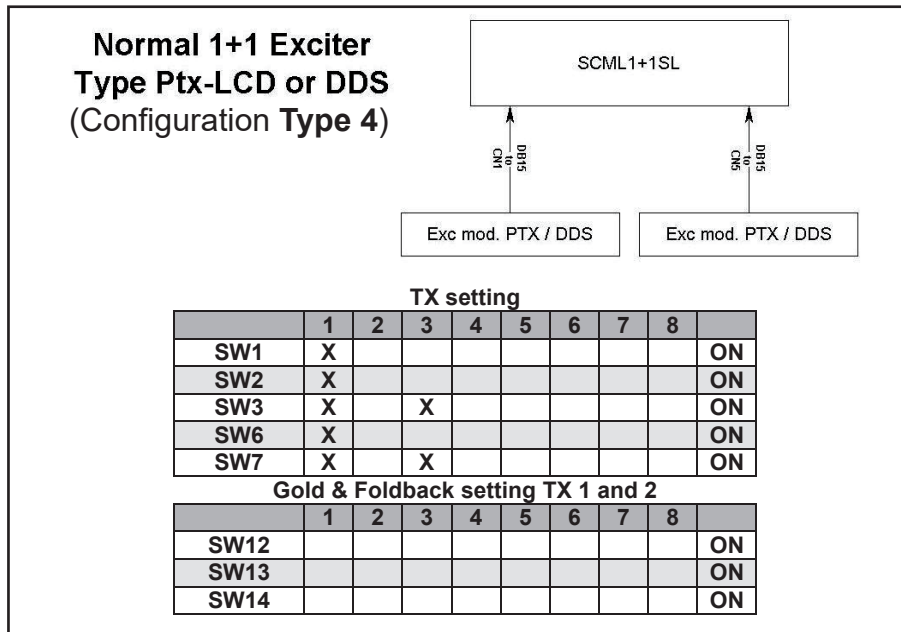 Normal 1+1 Exciter
Type Ptx-LCD or DDS
(Configuration Type 4)
SCML1+1SL
DB15
to
CN1
DB15
to
CN5
Exc mod. PTX / DDS
Exc mod. PTX / DDS
TX setting
1 2 3 4 5 6 7 8
SW1 X ON
SW2 X ON
SW3 X X ON
SW6 X ON
SW7 X X ON
Gold & Foldback setting TX 1 and 2
1 2 3 4 5 6 7 8
SW12 ON
SW13 ON
SW14 ON